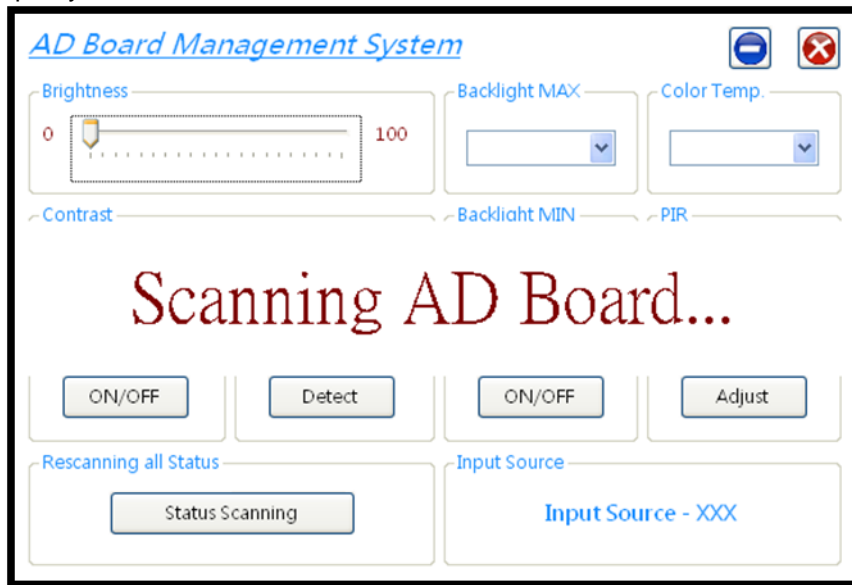 AD Board Management System
Brightness Backlight MAX Color Temp.
0 100
Contrast Backlight MIN PIR
Scanning AD Board...
ON/OFF Detect ON/OFF Adjust
Rescanning all Status Input Source
Status Scanning Input Source - XXX